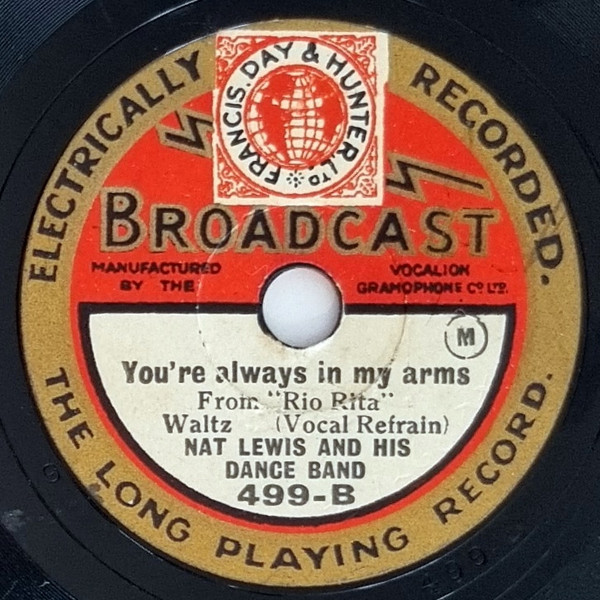 ELECTRICALLY RECORDED.
FRANCIS, DAY & HUNTER LTD
BROADCAST
MANUFACTURED
BY THE
VOCALION
GRAMOPHONE CO LTD.
M
You're always in my arms
From "Rio Rita"
Waltz (Vocal Refrain)
NAT LEWIS AND HIS
DANCE BAND
499-B
THE LONG PLAYING RECORD.
499